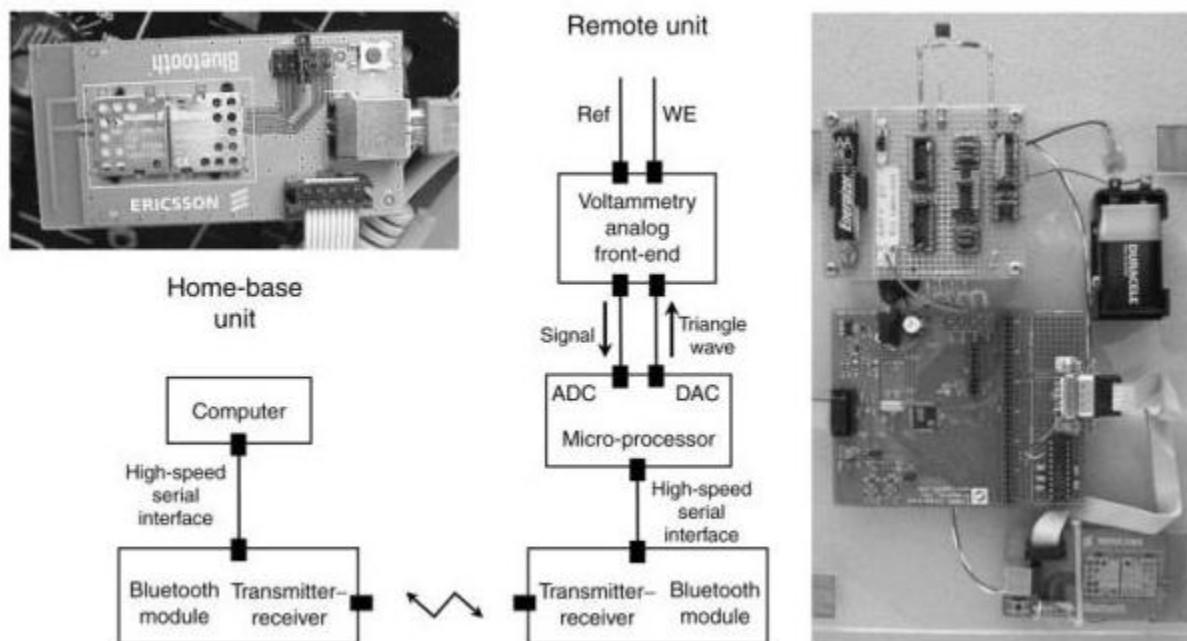 Bluetooth
ERICSSON
Home-base
unit
Computer
High-speed
serial
interface
Bluetooth
module
Transmitter–
receiver
Remote unit
Ref
WE
Voltammetry
analog
front-end
Signal
Triangle
wave
ADC
DAC
Micro-processor
High-speed
serial
interface
Transmitter–
receiver
Bluetooth
module
Energizer
DURACELL